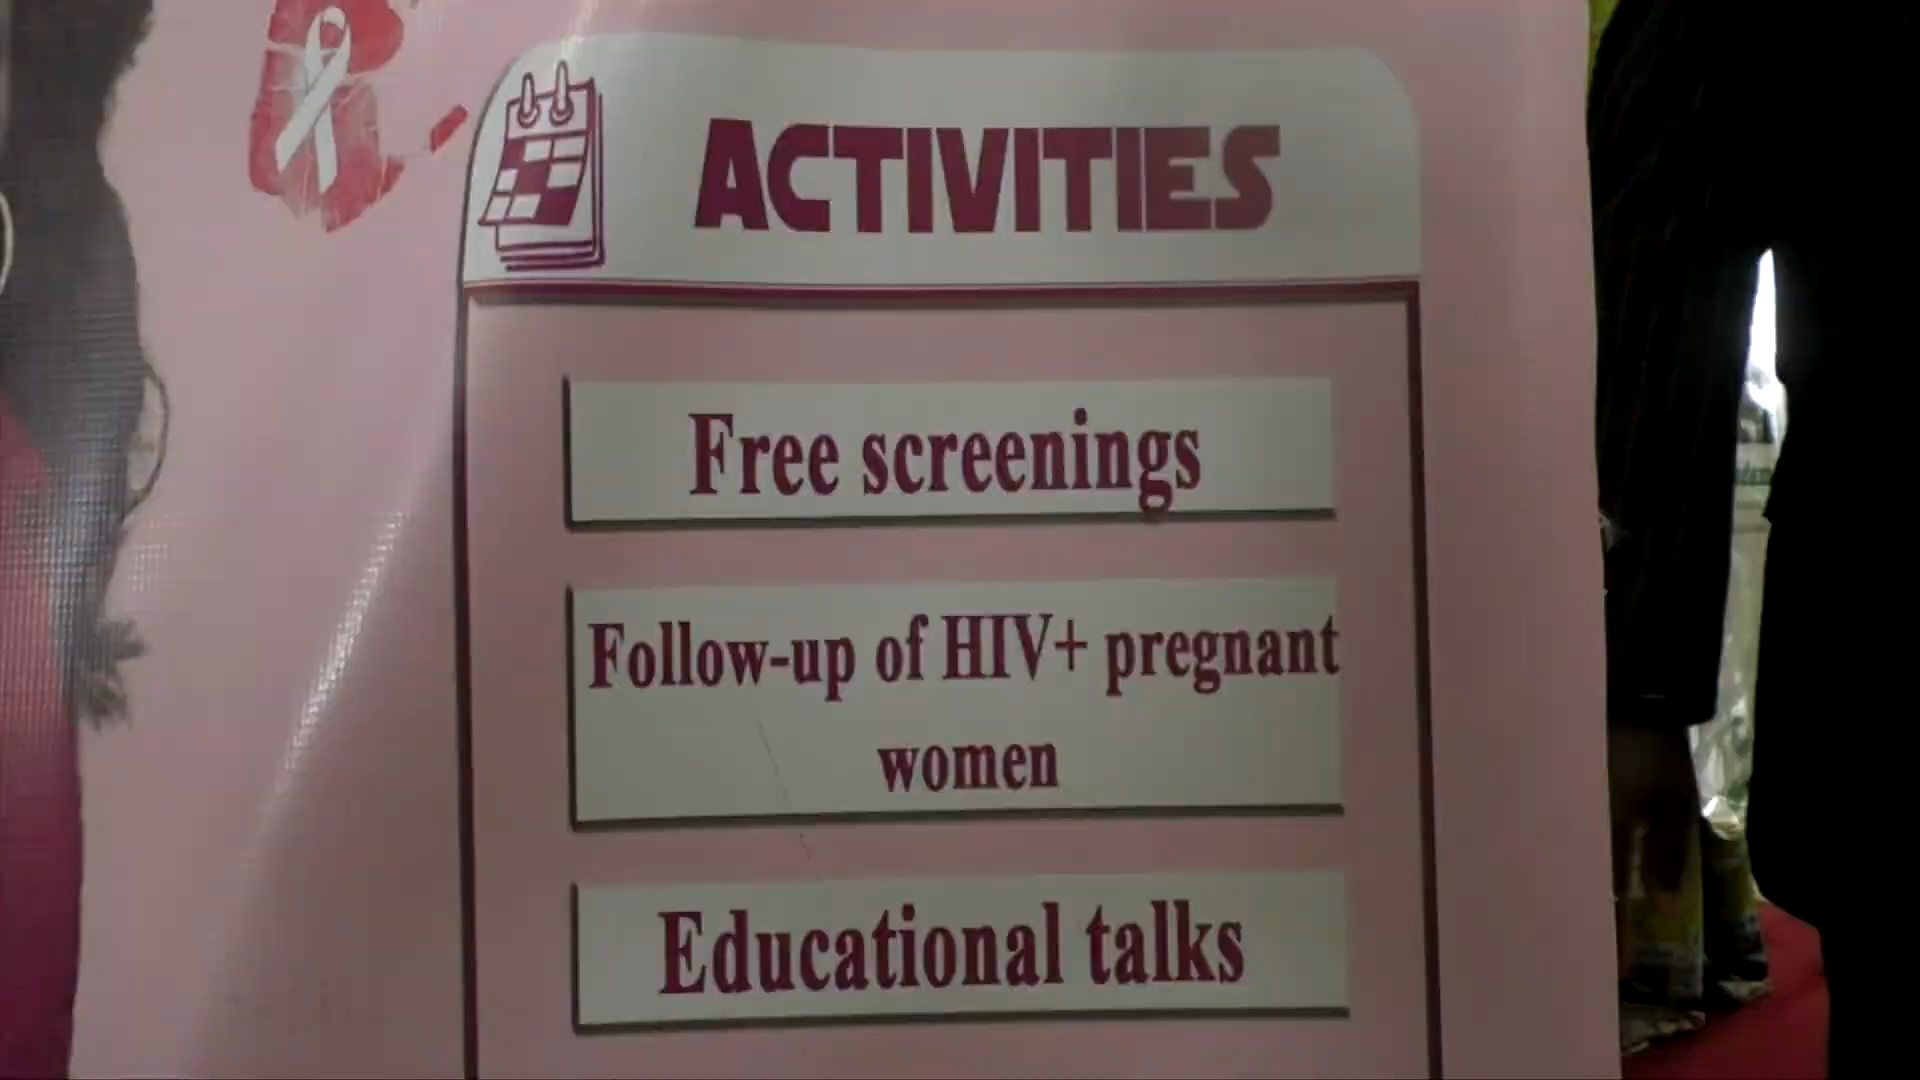 ACTIVITIES
Free screenings
Follow-up of HIV+ pregnant
women
Educational talks